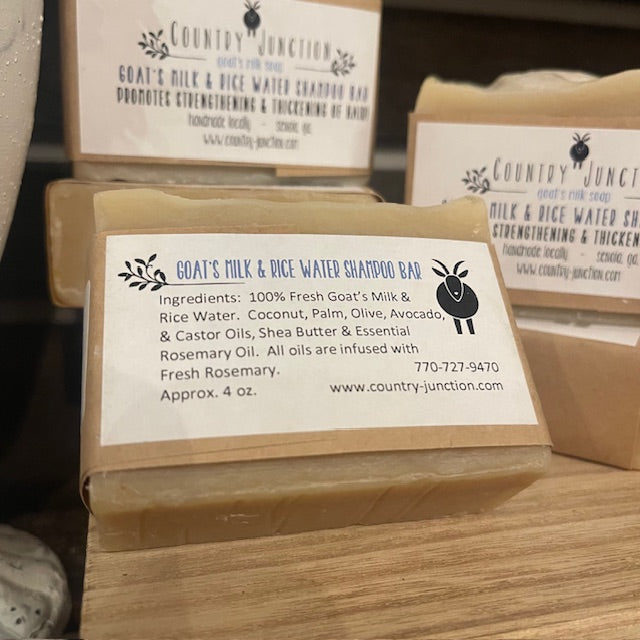 COUNTRY JUNCTION
goat's milk soap
GOAT'S MILK & RICE WATER SHAMPOO BAR
PROMOTES STRENGTHENING & THICKENING OF HAIR!
handmade locally - senoia, ga.
www.country-junction.com
COUNTRY JUNCT
goat's milk soap
MILK & RICE WATER SHA
STRENGTHENING & THICKEN
handmade locally - senoia, ga.
www.country-junction.com
GOAT'S MILK & RICE WATER SHAMPOO BAR
Ingredients: 100% Fresh Goat's Milk &
Rice Water. Coconut, Palm, Olive, Avocado,
& Castor Oils, Shea Butter & Essential
Rosemary Oil. All oils are infused with
Fresh Rosemary.
770-727-9470
Approx. 4 oz.
www.country-junction.com